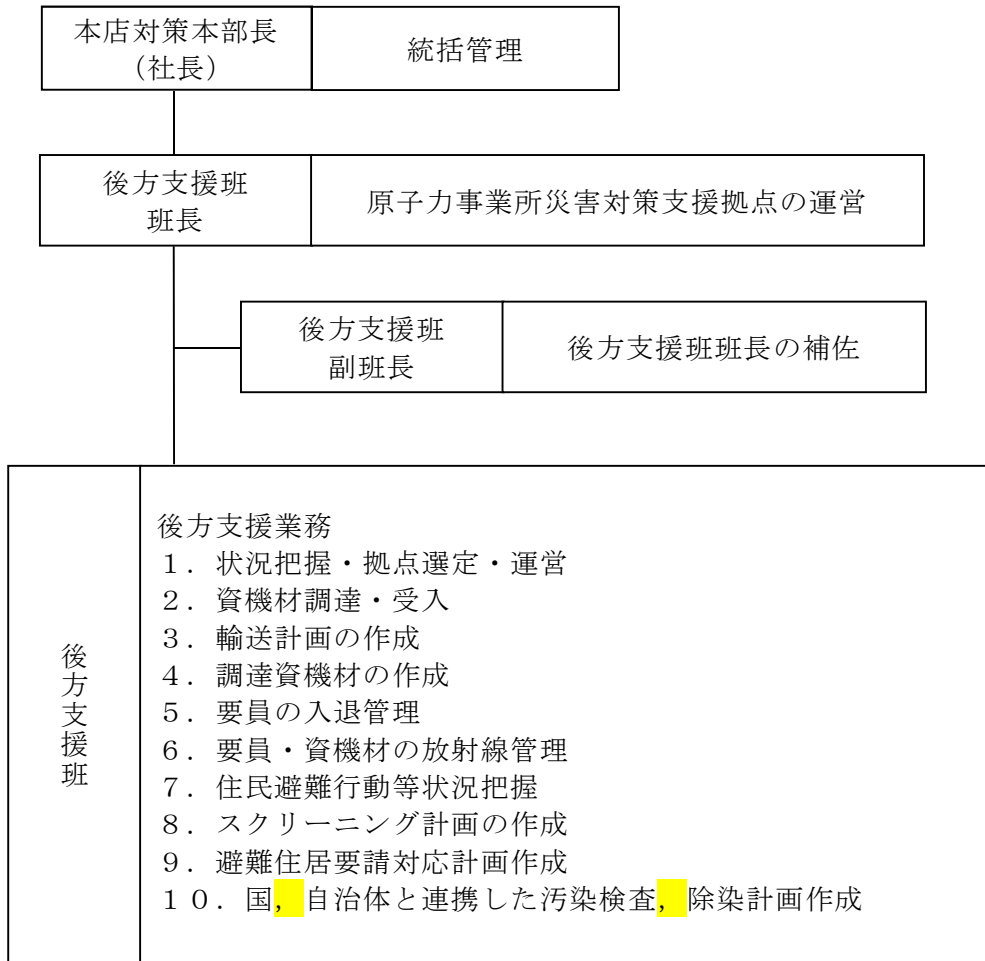 本店対策本部長
（社長）
統括管理
後方支援班
班長
原子力事業所災害対策支援拠点の運営
後方支援班
副班長
後方支援班班長の補佐
後方支援班
後方支援業務
１．状況把握・拠点選定・運営
２．資機材調達・受入
３．輸送計画の作成
４．調達資機材の作成
５．要員の入退管理
６．要員・資機材の放射線管理
７．住民避難行動等状況把握
８．スクリーニング計画の作成
９．避難住居要請対応計画作成
１０．国，自治体と連携した汚染検査，除染計画作成